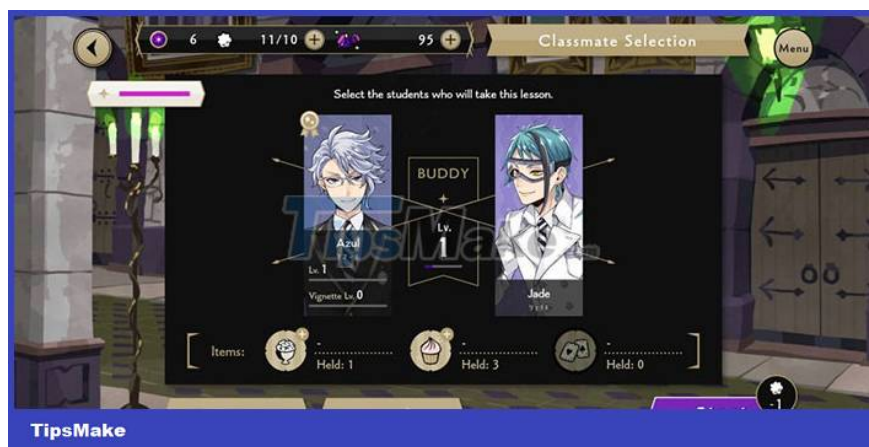 6
11/10
95
Classmate Selection
Menu
Select the students who will take this lesson.
BUDDY
Lv.
1
Azul
Lv. 1
Vignette Lv. 0
Jade
TipsMake
Items:
-
Held: 1
-
Held: 3
-
Held: 0
-1
TipsMake